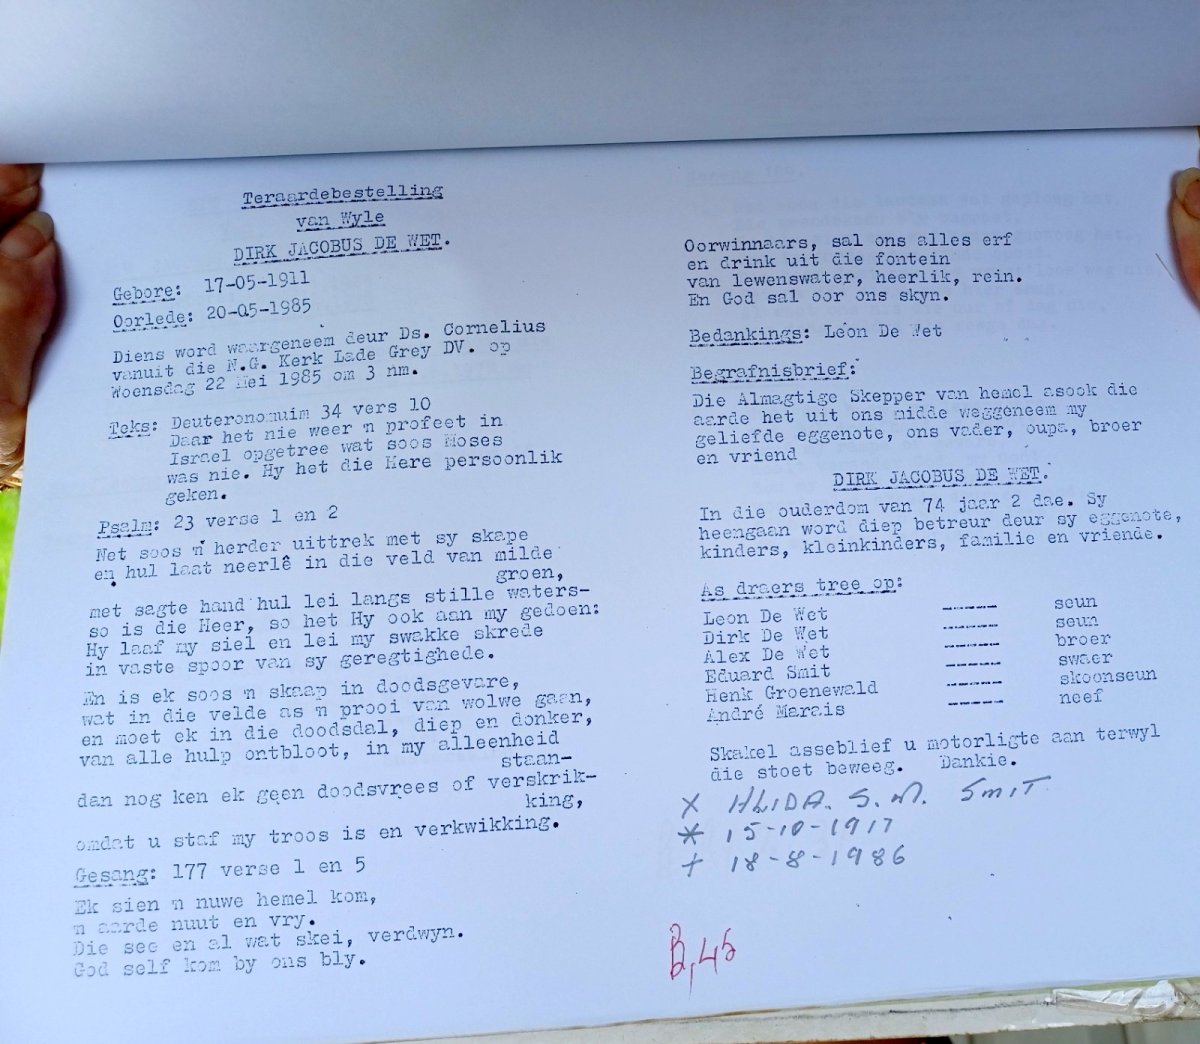 Teraardebestelling
van Wyle
DIRK JACOBUS DE WET.
Gebore: 17-05-1911
Oorlede: 20-05-1985
Diens word waargeneem deur Ds. Cornelius
vanuit die N.G. Kerk Lade Grey DV. op
Woensdag 22 Mei 1985 om 3 nm.
Teks: Deuteronomuim 34 vers 10
Daar het nie weer 'n profeet in
Israel opgetree wat soos Moses
was nie. Hy het die Here persoonlik
geken.
Psalm: 23 verse 1 en 2
Net soos 'n herder uittrek met sy skape
en hul laat neerlê in die veld van milde
groen,
met sagte hand hul lei langs stille waters-
so is die Heer, so het Hy ook aan my gedoen:
Hy laaf my siel en lei my swakke skrede
in vaste spoor van sy geregtighede.
En is ek soos 'n skaap in doodsgevare,
wat in die velde as 'n prooi van wolwe gaan,
en moet ek in die doodsdal, diep en donker,
van alle hulp ontbloot, in my alleenheid
staan-
dan nog ken ek geen doodsvrees of verskrik-
king,
omdat u staf my troos is en verkwikking.
Gesang: 177 verse 1 en 5
Ek sien 'n nuwe hemel kom,
'n aarde nuut en vry.
Die see en al wat skei, verdwyn.
God self kom by ons bly.
Oorwinnaars, sal ons alles erf
en drink uit die fontein
van lewenswater, heerlik, rein.
En God sal oor ons skyn.
Bedankings: Leon De Wet
Begrafnisbrief:
Die Almagtige Skepper van hemel asook die
aarde het uit ons midde weggeneem my
geliefde eggenote, ons vader, oupa, broer
en vriend
DIRK JACOBUS DE WET.
In die ouderdom van 74 jaar 2 dae. Sy
heengaan word diep betreur deur sy eggenote,
kinders, kleinkinders, familie en vriende.
As draers tree op:
Leon De Wet ---- seun
Dirk De Wet ---- seun
Alex De Wet ---- broer
Eduard Smit ---- swaer
Henk Groenewald ---- skoonseun
André Marais ---- neef
Skakel asseblief u motorligte aan terwyl
die stoet beweeg. Dankie.
X HLIDA. S.M. SMIT
* 15-10-1917
+ 18-8-1986
B,45